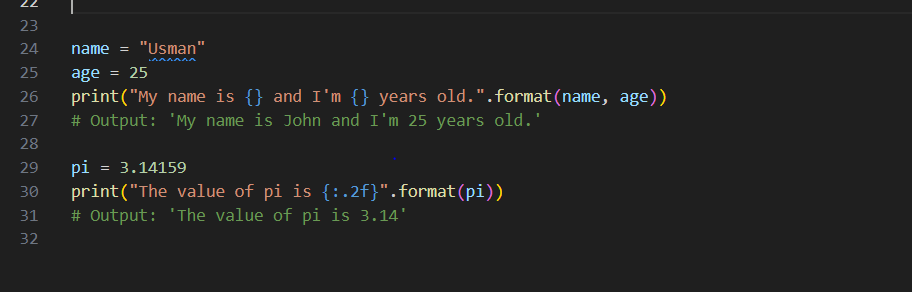 22
23
24 name = "Usman"
25 age = 25
26 print("My name is {} and I'm {} years old.".format(name, age))
27 # Output: 'My name is John and I'm 25 years old.'
28
29 pi = 3.14159
30 print("The value of pi is {:.2f}".format(pi))
31 # Output: 'The value of pi is 3.14'
32